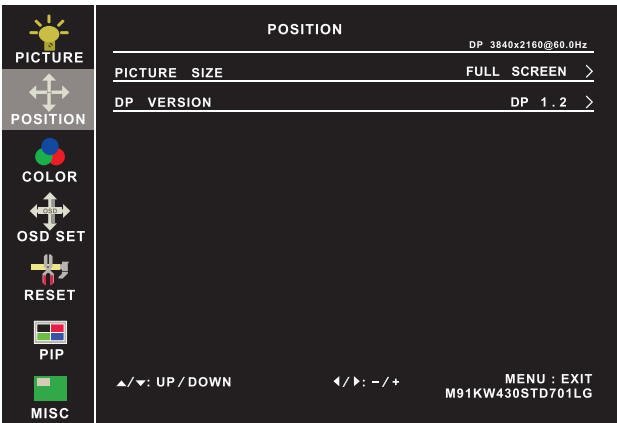 PICTURE
POSITION
COLOR
OSD
OSD SET
RESET
PIP
MISC
POSITION
DP 3840x2160@60.0Hz
PICTURE SIZE FULL SCREEN >
DP VERSION DP 1.2 >
▲/▼: UP/DOWN ◀/▶: -/+ MENU : EXIT
M91KW430STD701LG